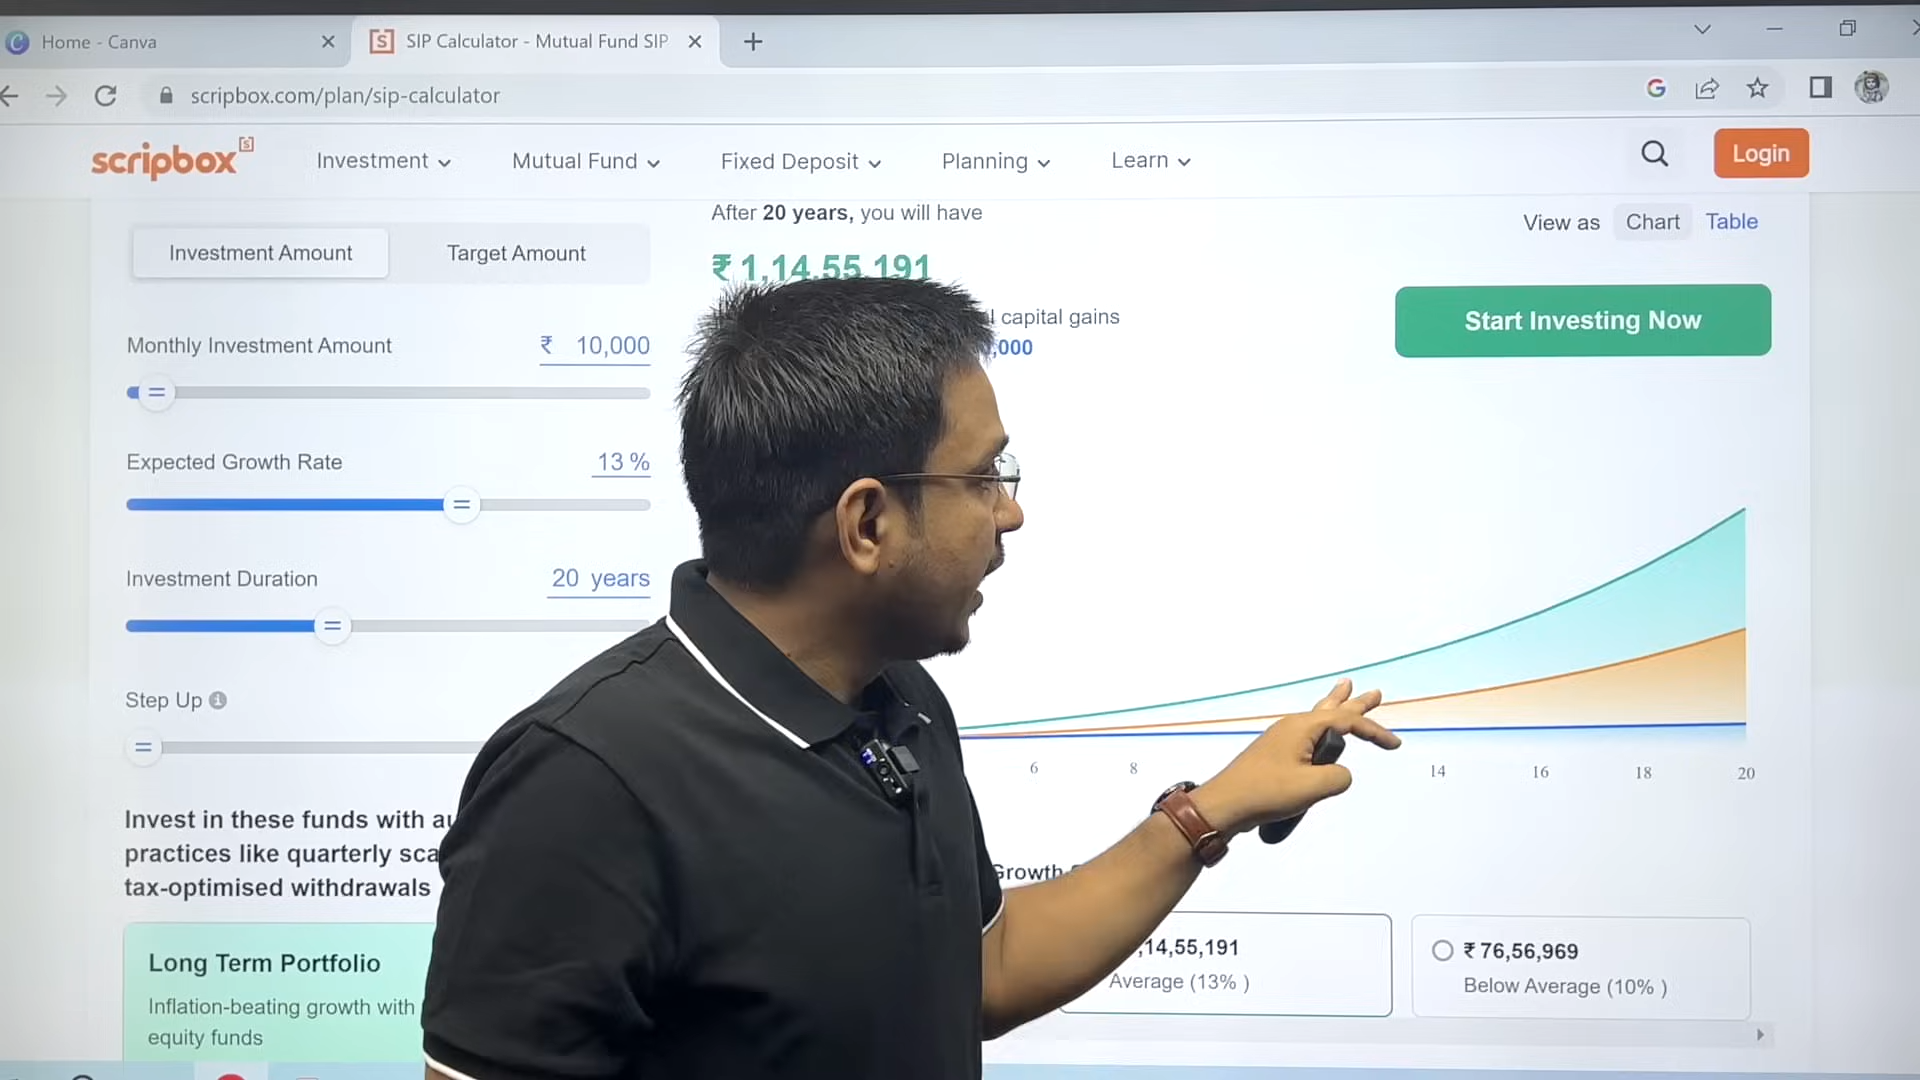 Home - Canva
SIP Calculator - Mutual Fund SIP
scripbox.com/plan/sip-calculator
scripbox
Investment
Mutual Fund
Fixed Deposit
Planning
Learn
Login
Investment Amount
Target Amount
After 20 years, you will have
₹ 1,14,55,191
View as
Chart
Table
capital gains
,000
Start Investing Now
Monthly Investment Amount
₹ 10,000
Expected Growth Rate
13 %
Investment Duration
20 years
Step Up
6
8
14
16
18
20
Invest in these funds with
practices like quarterly
tax-optimised withdrawals
Growth
,14,55,191
Average (13% )
₹ 76,56,969
Below Average (10% )
Long Term Portfolio
Inflation-beating growth with
equity funds